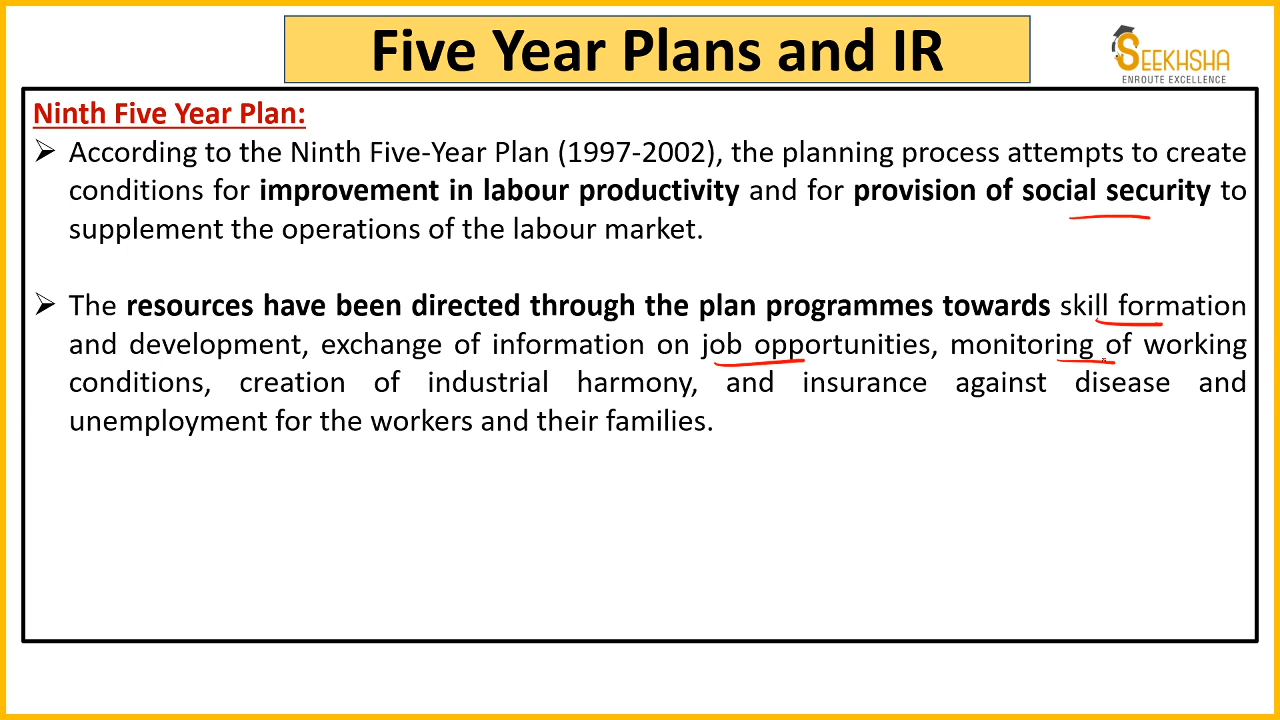 Five Year Plans and IR
SEEKHSHA
ENROUTE EXCELLENCE
Ninth Five Year Plan:
➢ According to the Ninth Five-Year Plan (1997-2002), the planning process attempts to create
conditions for improvement in labour productivity and for provision of social security to
supplement the operations of the labour market.
➢ The resources have been directed through the plan programmes towards skill formation
and development, exchange of information on job opportunities, monitoring of working
conditions, creation of industrial harmony, and insurance against disease and
unemployment for the workers and their families.